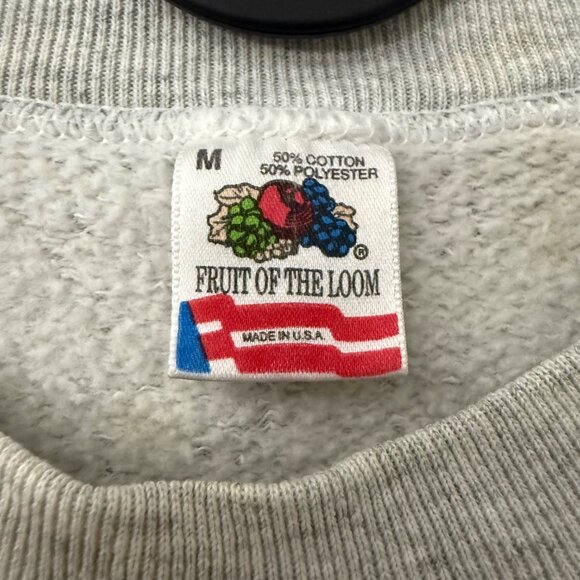 M
50% COTTON
50% POLYESTER
®
FRUIT OF THE LOOM
MADE IN U.S.A.